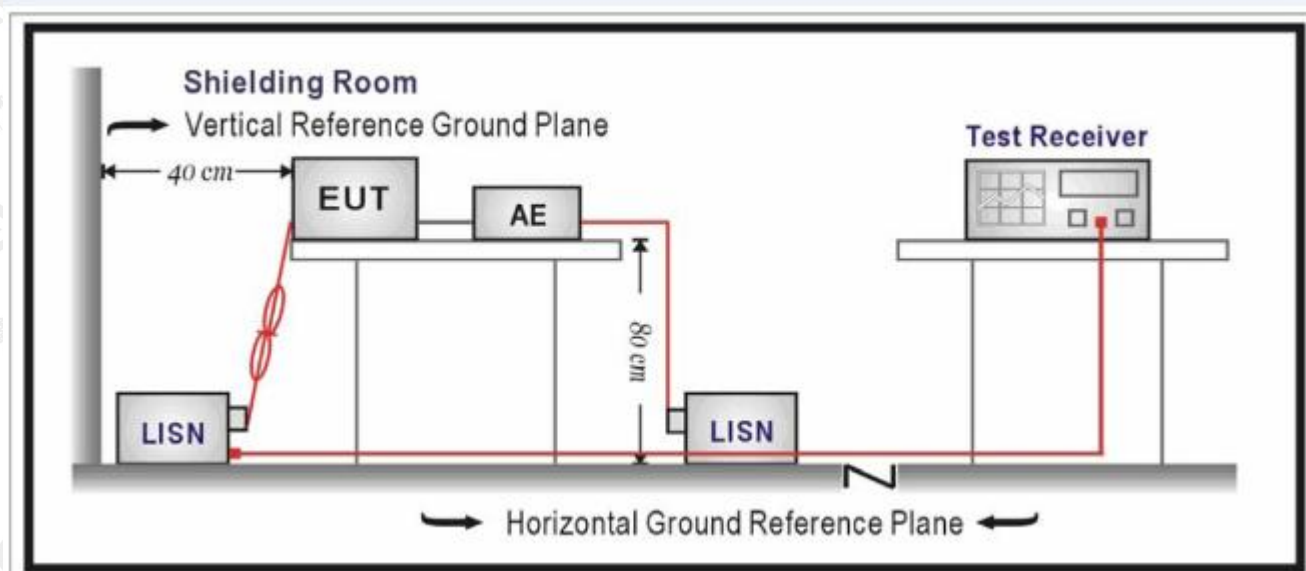 Shielding Room
Vertical Reference Ground Plane
Test Receiver
40 cm
EUT
AE
80 cm
LISN
LISN
Horizontal Ground Reference Plane